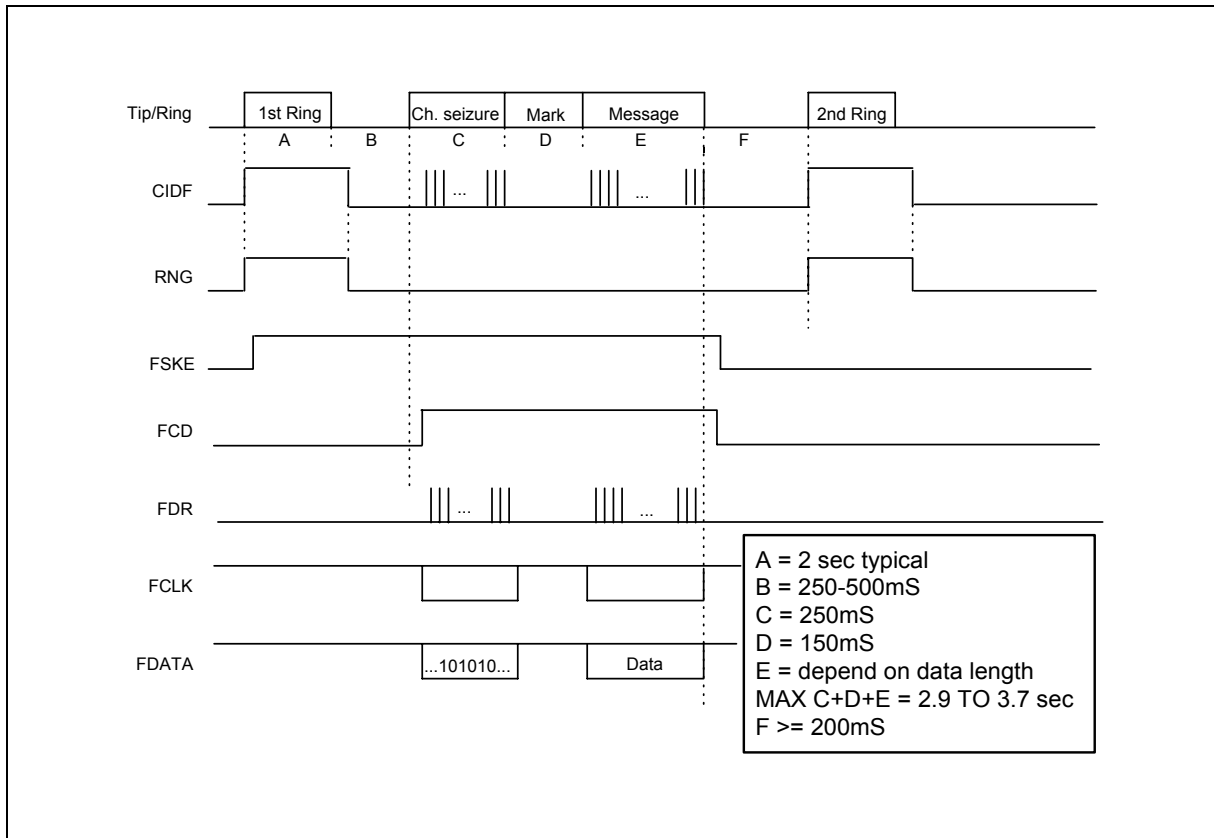 Tip/Ring 1st Ring Ch. seizure Mark Message 2nd Ring
A B C D E F
CIDF ... ...
RNG
FSKE
FCD
FDR ... ...
FCLK
FDATA ...101010... Data
A = 2 sec typical
B = 250-500mS
C = 250mS
D = 150mS
E = depend on data length
MAX C+D+E = 2.9 TO 3.7 sec
F >= 200mS